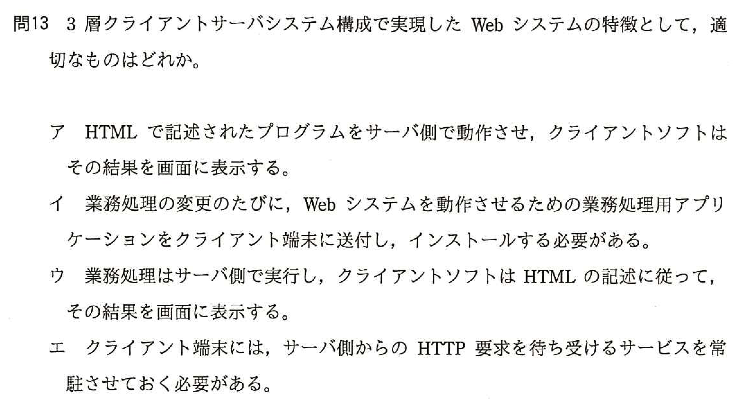 問13 3 層クライアントサーバシステム構成で実現した Web システムの特徴として，適
切なものはどれか。
ア HTML で記述されたプログラムをサーバ側で動作させ，クライアントソフトは
その結果を画面に表示する。
イ 業務処理の変更のたびに，Web システムを動作させるための業務処理用アプリ
ケーションをクライアント端末に送付し，インストールする必要がある。
ウ 業務処理はサーバ側で実行し，クライアントソフトは HTML の記述に従って，
その結果を画面に表示する。
エ クライアント端末には，サーバ側からの HTTP 要求を待ち受けるサービスを常
駐させておく必要がある。